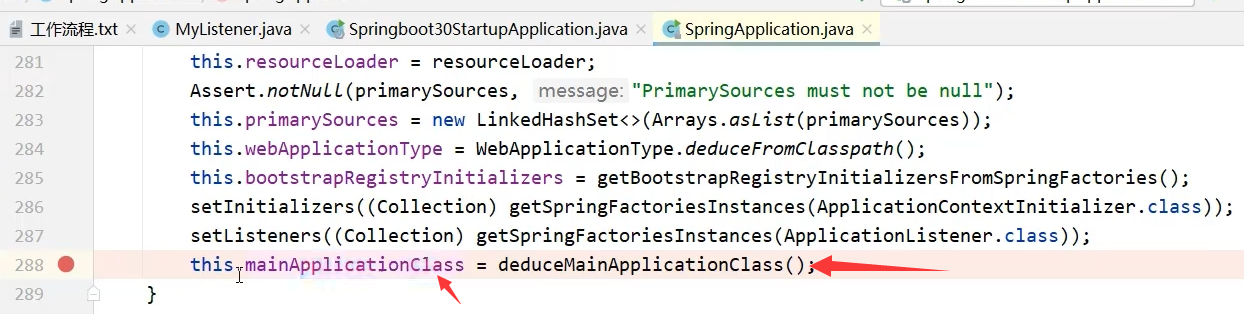 工作流程.txt MyListener.java Springboot30StartupApplication.java SpringApplication.java
281 this.resourceLoader = resourceLoader;
282 Assert.notNull(primarySources, message: "PrimarySources must not be null");
283 this.primarySources = new LinkedHashSet<>(Arrays.asList(primarySources));
284 this.webApplicationType = WebApplicationType.deduceFromClasspath();
285 this.bootstrapRegistryInitializers = getBootstrapRegistryInitializersFromSpringFactories();
286 setInitializers((Collection) getSpringFactoriesInstances(ApplicationContextInitializer.class));
287 setListeners((Collection) getSpringFactoriesInstances(ApplicationListener.class));
288 this.mainApplicationClass = deduceMainApplicationClass();
289 }